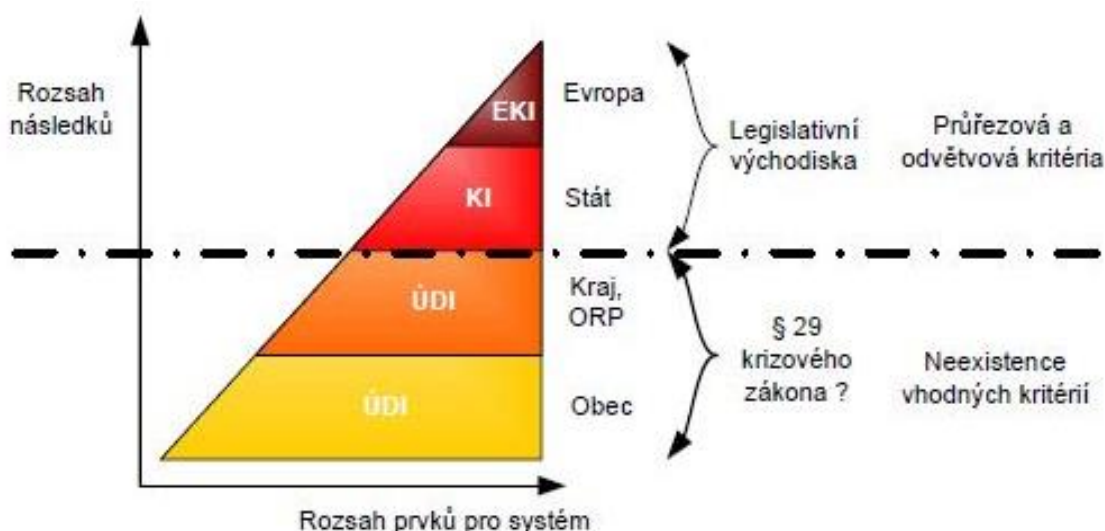 Rozsah
následků
EKI
Evropa
KI
Stát
Legislativní
východiska
Průřezová a
odvětvová kritéria
ÚDI
Kraj,
ORP
ÚDI
Obec
§ 29
krizového
zákona ?
Neexistence
vhodných kritérií
Rozsah prvků pro systém